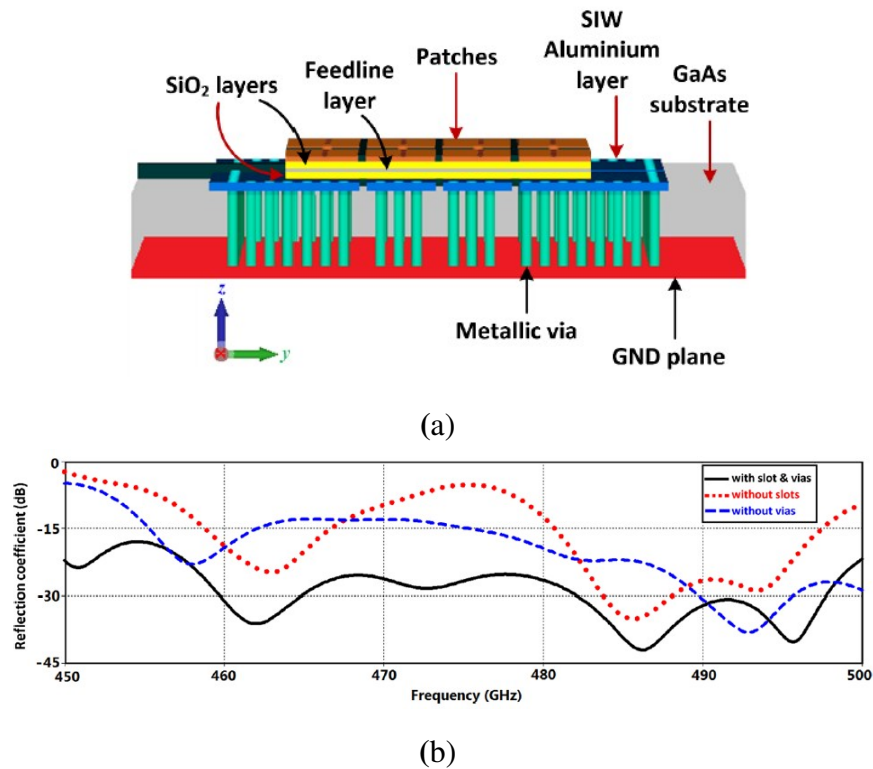 SIW
Aluminium
layer
Patches
GaAs
substrate
Feedline
layer
SiO₂ layers
z
y
Metallic via
GND plane
(a)
0
-15
-30
-45
Reflection coefficient (dB)
with slot & vias
without slots
without vias
450 460 470 480 490 500
Frequency (GHz)
(b)